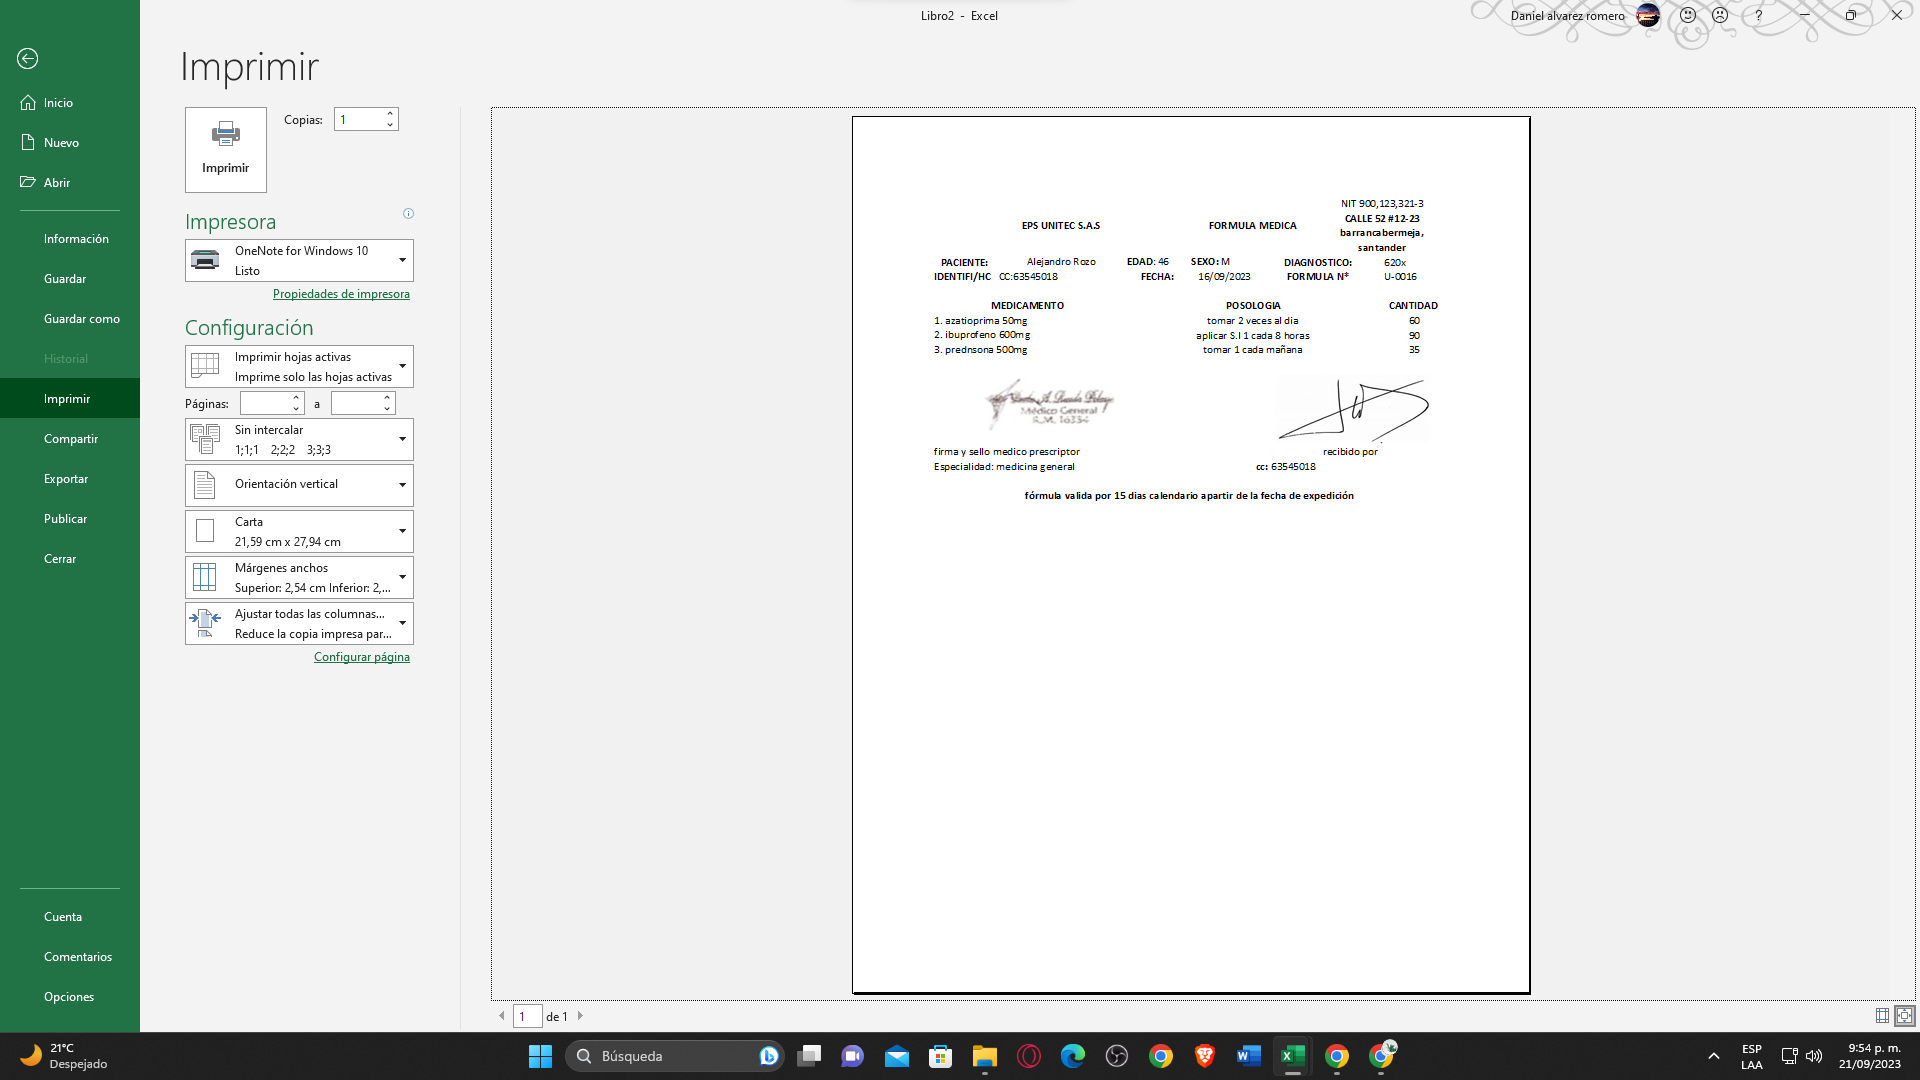 Libro2 - Excel
Daniel alvarez romero
?
Imprimir
Inicio
Nuevo
Abrir
Información
Guardar
Guardar como
Historial
Imprimir
Compartir
Exportar
Publicar
Cerrar
Cuenta
Comentarios
Opciones
Imprimir
Copias: 1
Impresora
OneNote for Windows 10
Listo
Propiedades de impresora
Configuración
Imprimir hojas activas
Imprime solo las hojas activas
Páginas: a
Sin intercalar
1;1;1 2;2;2 3;3;3
Orientación vertical
Carta
21,59 cm x 27,94 cm
Márgenes anchos
Superior: 2,54 cm Inferior: 2,...
Ajustar todas las columnas...
Reduce la copia impresa par...
Configurar página
NIT 900,123,321-3
EPS UNITEC S.A.S FORMULA MEDICA CALLE 52 #12-23
barrancabermeja,
santander
PACIENTE: Alejandro Rozo EDAD: 46 SEXO: M DIAGNOSTICO: 620x
IDENTIFI/HC CC:63545018 FECHA: 16/09/2023 FORMULA Nª U-0016
MEDICAMENTO POSOLOGIA CANTIDAD
1. azatioprima 50mg tomar 2 veces al dia 60
2. ibuprofeno 600mg aplicar S.I 1 cada 8 horas 90
3. prednsona 500mg tomar 1 cada mañana 35
Médico General
R.M. 16354
firma y sello medico prescriptor recibido por
Especialidad: medicina general cc: 63545018
fórmula valida por 15 dias calendario apartir de la fecha de expedición
1 de 1
21°C
Despejado
Búsqueda
ESP
LAA
9:54 p. m.
21/09/2023